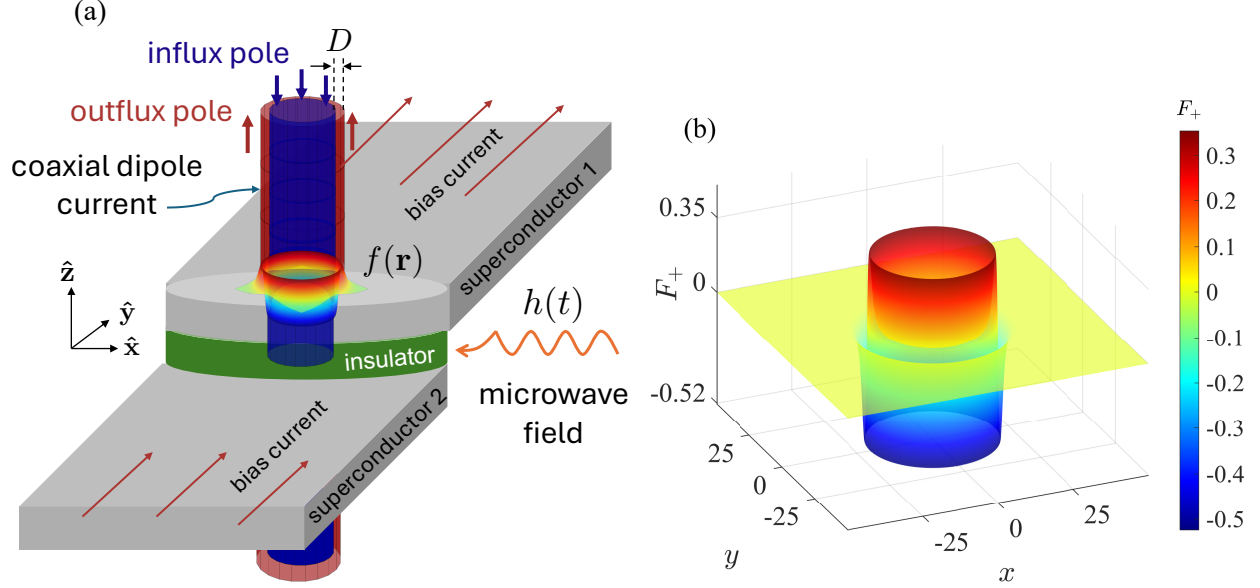 (a)
D
influx pole
outflux pole
coaxial dipole
current
bias current
superconductor 1
f(r)
ẑ
ŷ
x̂
h(t)
insulator
microwave
field
bias current
superconductor 2
(b)
F₊
0.35
0
-0.52
F₊
25
0
-25
y
-25
0
25
x
0.3
0.2
0.1
0
-0.1
-0.2
-0.3
-0.4
-0.5